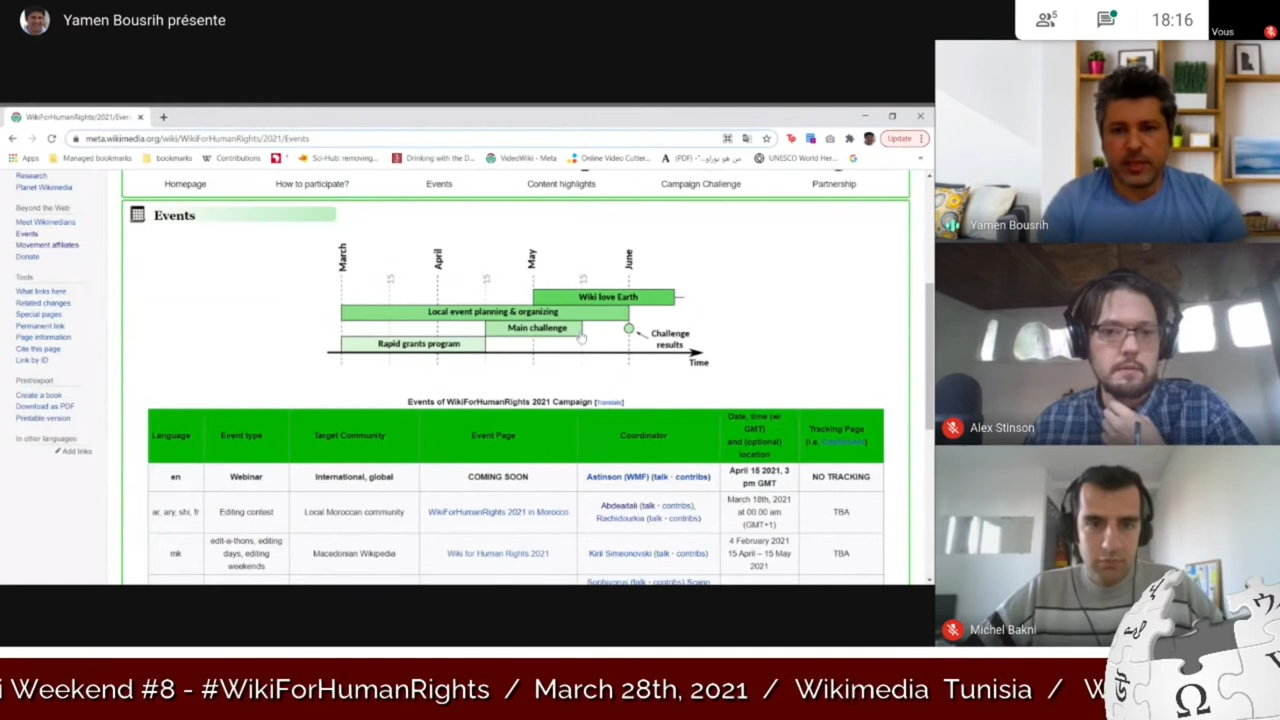 Yamen Bousrih présente
5
18:16
Vous
WikiForHumanRights/2021/Even
meta.wikimedia.org/wiki/WikiForHumanRights/2021/Events
Update
Apps
Managed bookmarks
bookmarks
Contributions
Sci-Hub: removing...
Drinking with the D...
VideoWiki - Meta
Online Video Cutter...
UNESCO World Her...
Research
Planet Wikimedia
Beyond the Web
Meet Wikimedians
Events
Movement affiliates
Donate
Tools
What links here
Related changes
Special pages
Permanent link
Page information
Cite this page
Link by ID
Print/export
Create a book
Download as PDF
Printable version
In other languages
Add links
Homepage
How to participate?
Events
Content highlights
Campaign Challenge
Partnership
Events
March
15
April
15
May
15
June
Wiki love Earth
Local event planning & organizing
Main challenge
Challenge
results
Rapid grants program
Time
Events of WikiForHumanRights 2021 Campaign [Translate]
Language
Event type
Target Community
Event Page
Coordinator
Date, time (w/
GMT)
and (optional)
location
Tracking Page
(i.e. Dashboard)
en
Webinar
International, global
COMING SOON
Astinson (WMF) (talk · contribs)
April 15 2021, 3
pm GMT
NO TRACKING
ar, ary, shi, fr
Editing contest
Local Moroccan community
WikiForHumanRights 2021 in Morocco
Abdeaitali (talk · contribs),
Rachidourkia (talk · contribs)
March 18th, 2021
at 00.00 am
(GMT+1)
TBA
mk
edit-a-thons, editing
days, editing
weekends
Macedonian Wikipedia
Wiki for Human Rights 2021
Kiril Simeonovski (talk · contribs)
4 February 2021
15 April – 15 May
2021
TBA
Yamen Bousrih
Alex Stinson
Michel Bakni
i Weekend #8 - #WikiForHumanRights / March 28th, 2021 / Wikimedia Tunisia / W
Ω